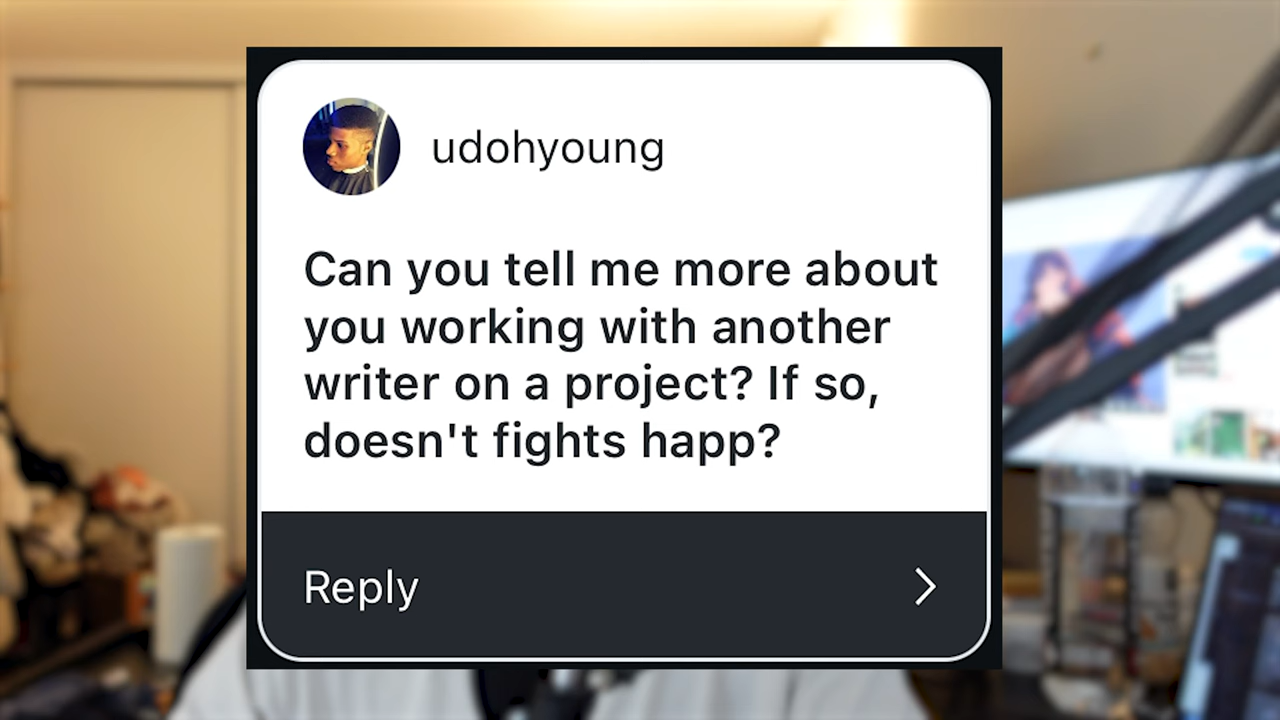 udohyoung
Can you tell me more about
you working with another
writer on a project? If so,
doesn't fights happ?
Reply